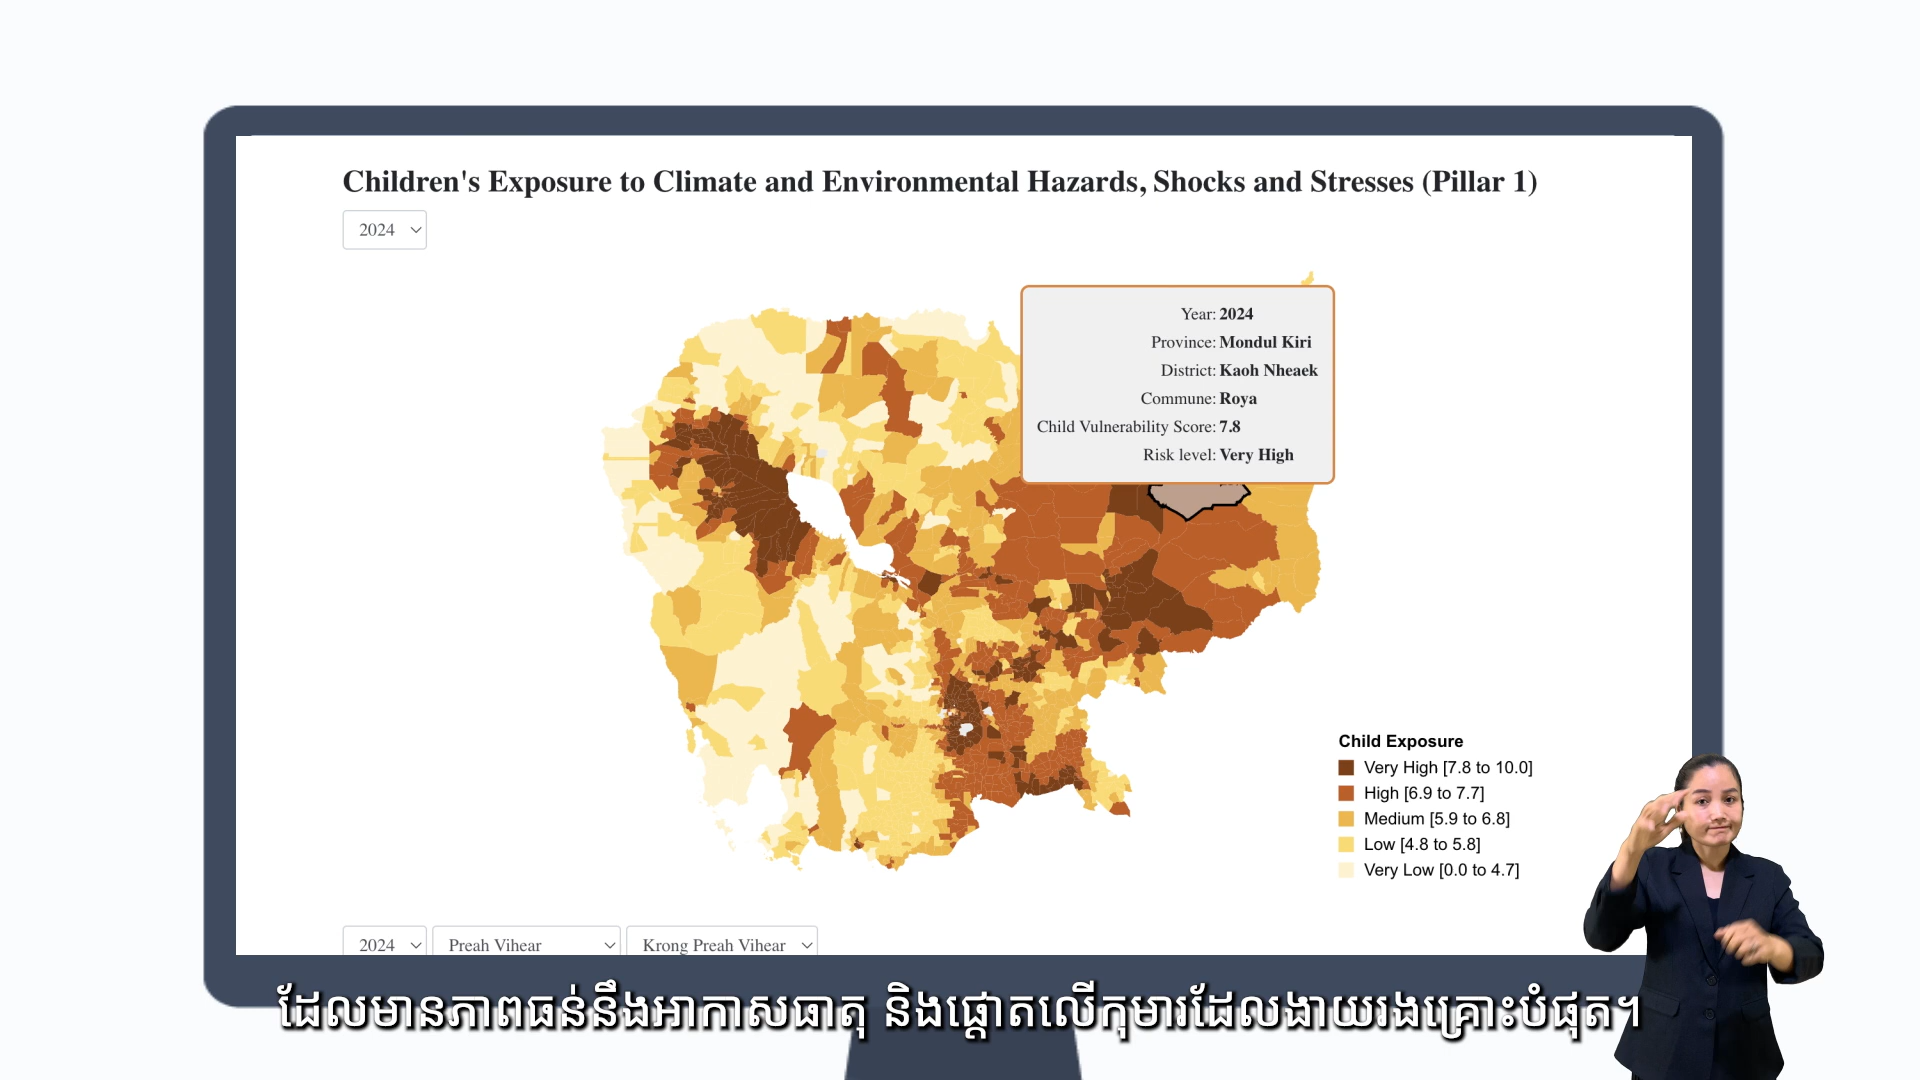 Children's Exposure to Climate and Environmental Hazards, Shocks and Stresses (Pillar 1)
2024
Year: 2024
Province: Mondul Kiri
District: Kaoh Nheaek
Commune: Roya
Child Vulnerability Score: 7.8
Risk level: Very High
Child Exposure
Very High [7.8 to 10.0]
High [6.9 to 7.7]
Medium [5.9 to 6.8]
Low [4.8 to 5.8]
Very Low [0.0 to 4.7]
2024 Preah Vihear Krong Preah Vihear
ដែលមានភាពធន់នឹងអាកាសធាតុ និងផ្តោតលើកុមារដែលងាយរងគ្រោះបំផុត។